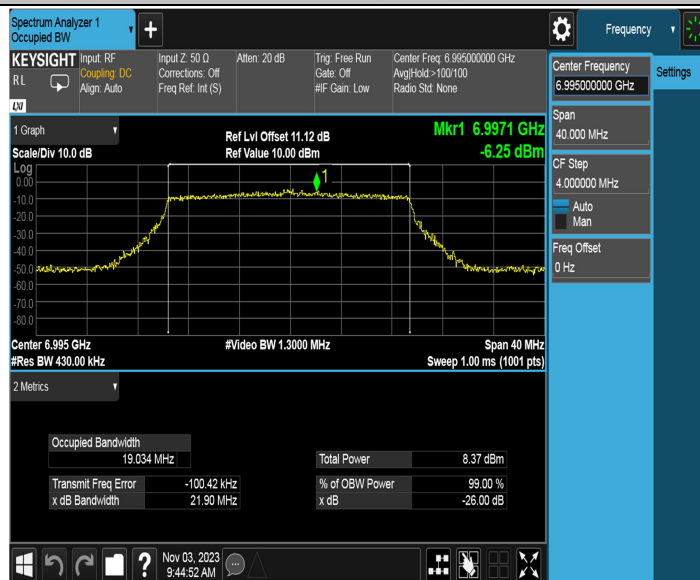 Spectrum Analyzer 1
Occupied BW
+
Frequency
KEYSIGHT
RL
LXI
Input: RF
Coupling: DC
Align: Auto
Input Z: 50 Ω
Corrections: Off
Freq Ref: Int (S)
Atten: 20 dB
Trig: Free Run
Gate: Off
#IF Gain: Low
Center Freq: 6.995000000 GHz
Avg|Hold:>100/100
Radio Std: None
Center Frequency
6.995000000 GHz
Settings
Span
40.000 MHz
CF Step
4.000000 MHz
Auto
Man
Freq Offset
0 Hz
1 Graph
Scale/Div 10.0 dB
Ref Lvl Offset 11.12 dB
Ref Value 10.00 dBm
Mkr1 6.9971 GHz
-6.25 dBm
Log
0.00
-10.0
-20.0
-30.0
-40.0
-50.0
-60.0
-70.0
-80.0
1
Center 6.995 GHz
#Video BW 1.3000 MHz
Span 40 MHz
#Res BW 430.00 kHz
Sweep 1.00 ms (1001 pts)
2 Metrics
Occupied Bandwidth
19.034 MHz
Total Power 8.37 dBm
Transmit Freq Error -100.42 kHz
% of OBW Power 99.00 %
x dB Bandwidth 21.90 MHz
x dB -26.00 dB
?
Nov 03, 2023
9:44:52 AM